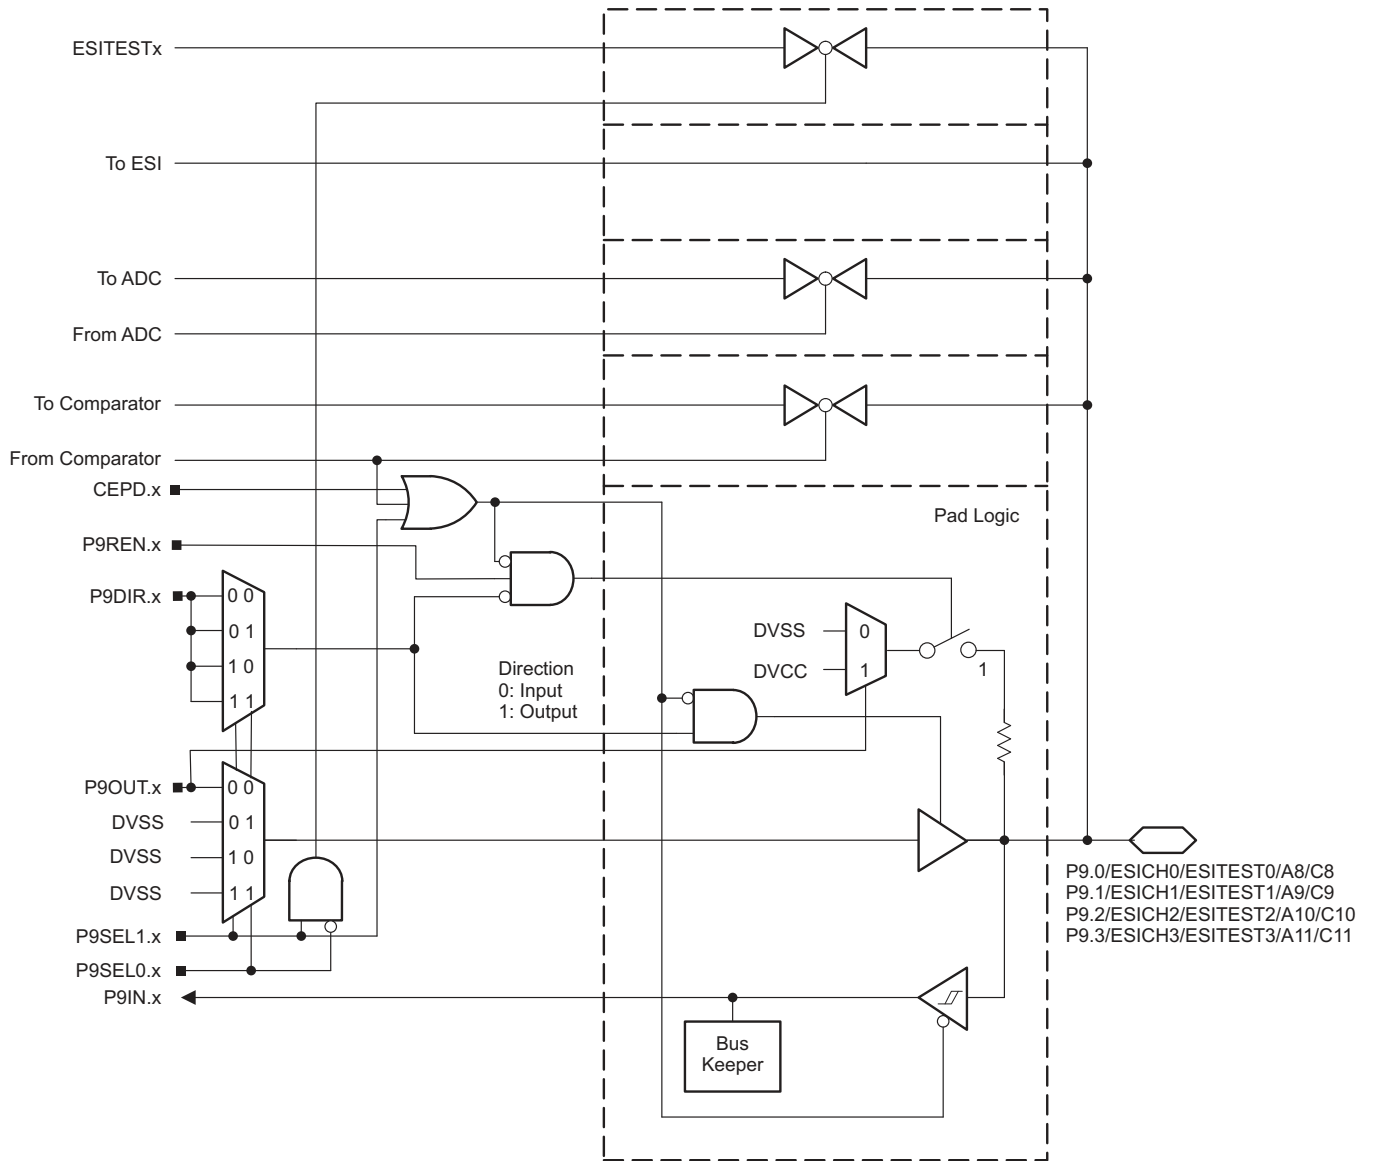 ESITESTx
To ESI
To ADC
From ADC
To Comparator
From Comparator
CEPD.x
Pad Logic
P9REN.x
P9DIR.x
0 0
0 1
1 0
1 1
Direction
0: Input
1: Output
DVSS
0
DVCC
1
1
P9OUT.x
0 0
DVSS
0 1
DVSS
1 0
DVSS
1 1
P9.0/ESICH0/ESITEST0/A8/C8
P9.1/ESICH1/ESITEST1/A9/C9
P9.2/ESICH2/ESITEST2/A10/C10
P9.3/ESICH3/ESITEST3/A11/C11
P9SEL1.x
P9SEL0.x
P9IN.x
Bus
Keeper